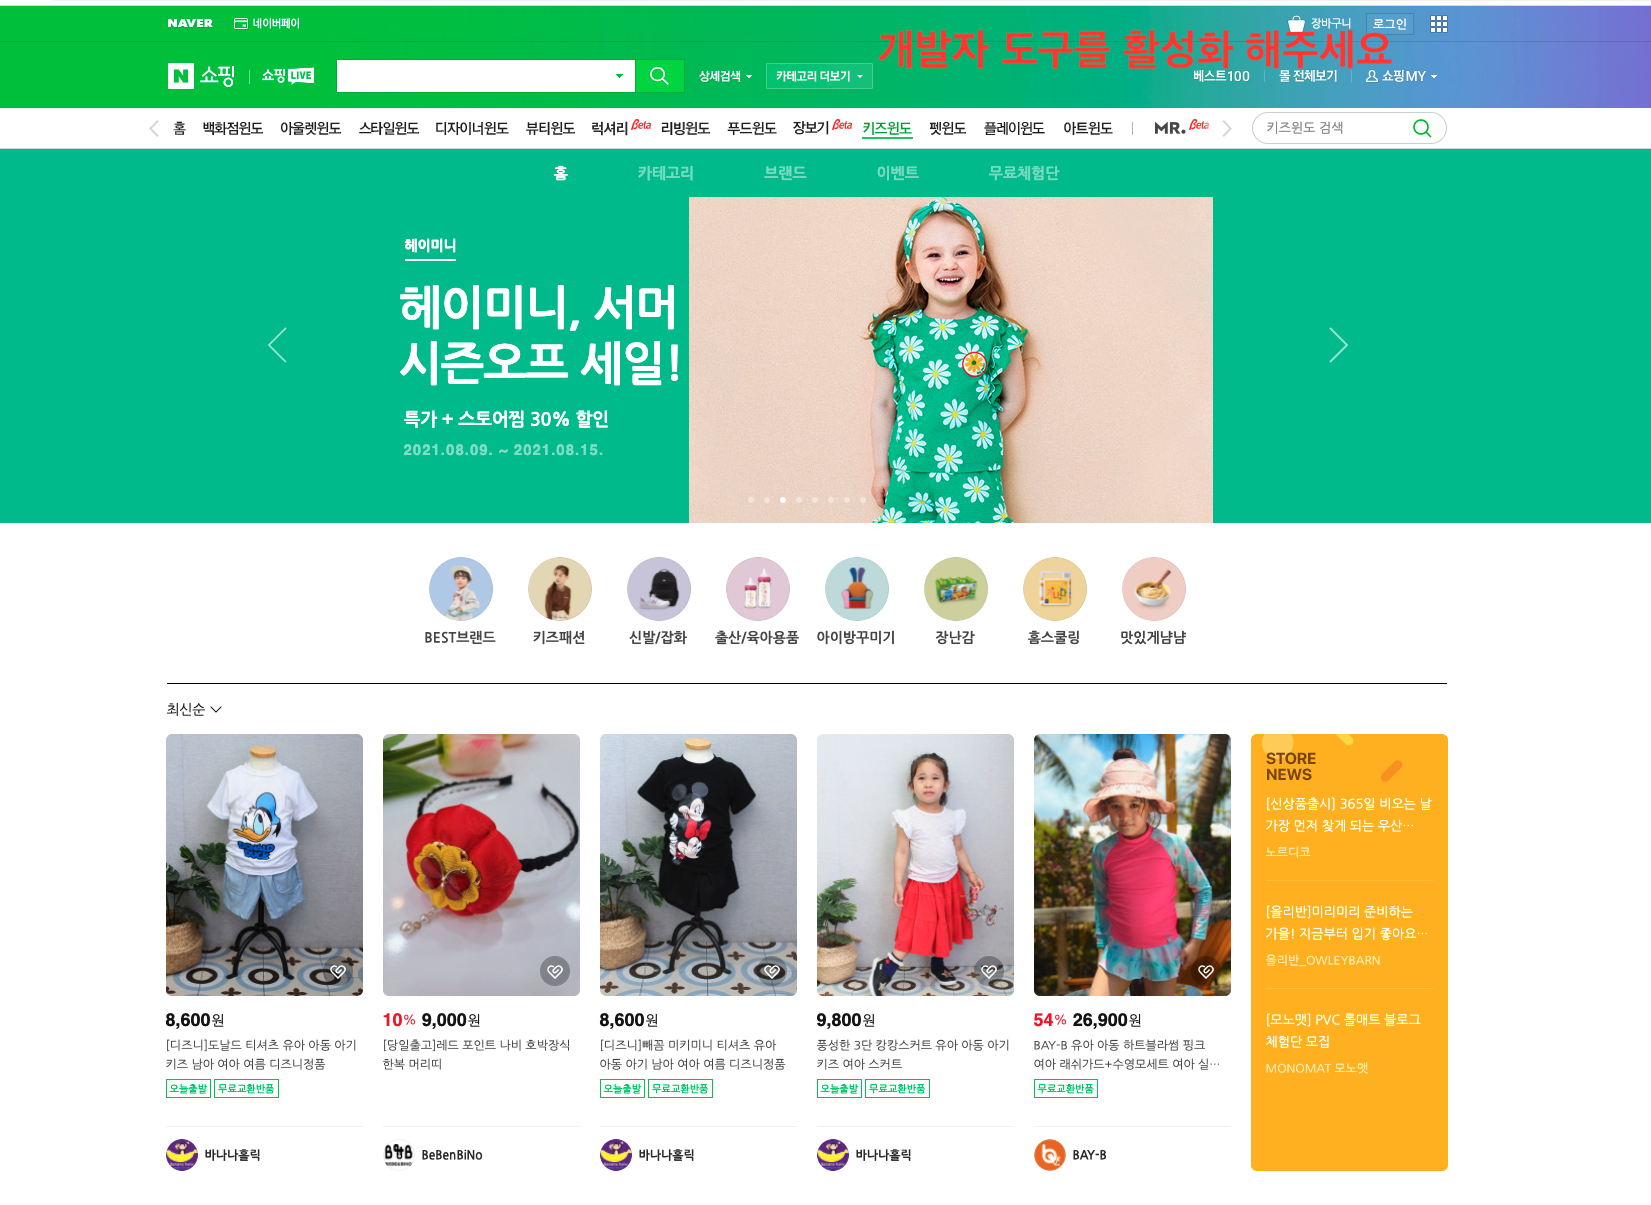 NAVER 네이버페이 장바구니 로그인
개발자 도구를 활성화 해주세요
N 쇼핑 쇼핑LIVE 상세검색 카테고리 더보기 베스트100 몰 전체보기 쇼핑MY
홈 백화점윈도 아울렛윈도 스타일윈도 디자이너윈도 뷰티윈도 럭셔리 Beta 리빙윈도 푸드윈도 장보기 Beta 키즈윈도 펫윈도 플레이윈도 아트윈도 MR. Beta 키즈윈도 검색
홈 카테고리 브랜드 이벤트 무료체험단
헤이미니
헤이미니, 서머
시즌오프 세일!
특가 + 스토어찜 30% 할인
2021.08.09. ~ 2021.08.15.
BEST브랜드 키즈패션 신발/잡화 출산/육아용품 아이방꾸미기 장난감 홈스쿨링 맛있게냠냠
최신순
DONALD
DUCK
8,600원
[디즈니]도날드 티셔츠 유아 아동 아기
키즈 남아 여아 여름 디즈니정품
오늘출발 무료교환반품
바나나홀릭
10% 9,000원
[당일출고]레드 포인트 나비 호박장식
한복 머리띠
BeBenBiNo
8,600원
[디즈니]빼꼼 미키미니 티셔츠 유아
아동 아기 남아 여아 여름 디즈니정품
오늘출발 무료교환반품
바나나홀릭
9,800원
풍성한 3단 캉캉스커트 유아 아동 아기
키즈 여아 스커트
오늘출발 무료교환반품
바나나홀릭
54% 26,900원
BAY-B 유아 아동 하트블라썸 핑크
여아 래쉬가드+수영모세트 여아 실…
무료교환반품
BAY-B
STORE
NEWS
[신상품출시] 365일 비오는 날
가장 먼저 찾게 되는 우산…
노르디코
[올리반]미리미리 준비하는
가을! 지금부터 입기 좋아요…
올리반_OWLEYBARN
[모노맷] PVC 롤매트 블로그
체험단 모집
MONOMAT 모노맷